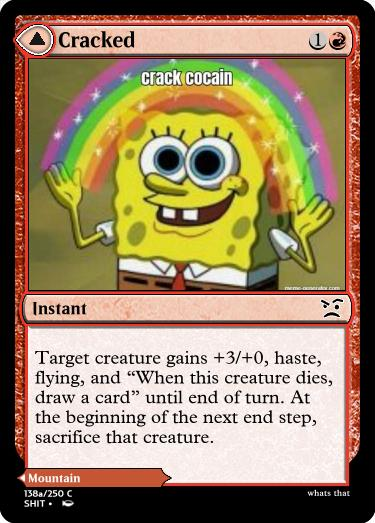 Cracked 1
crack cocain
meme-generator.com
Instant
Target creature gains +3/+0, haste,
flying, and “When this creature dies,
draw a card” until end of turn. At
the beginning of the next end step,
sacrifice that creature.
Mountain
138a/250 C
SHIT •
whats that